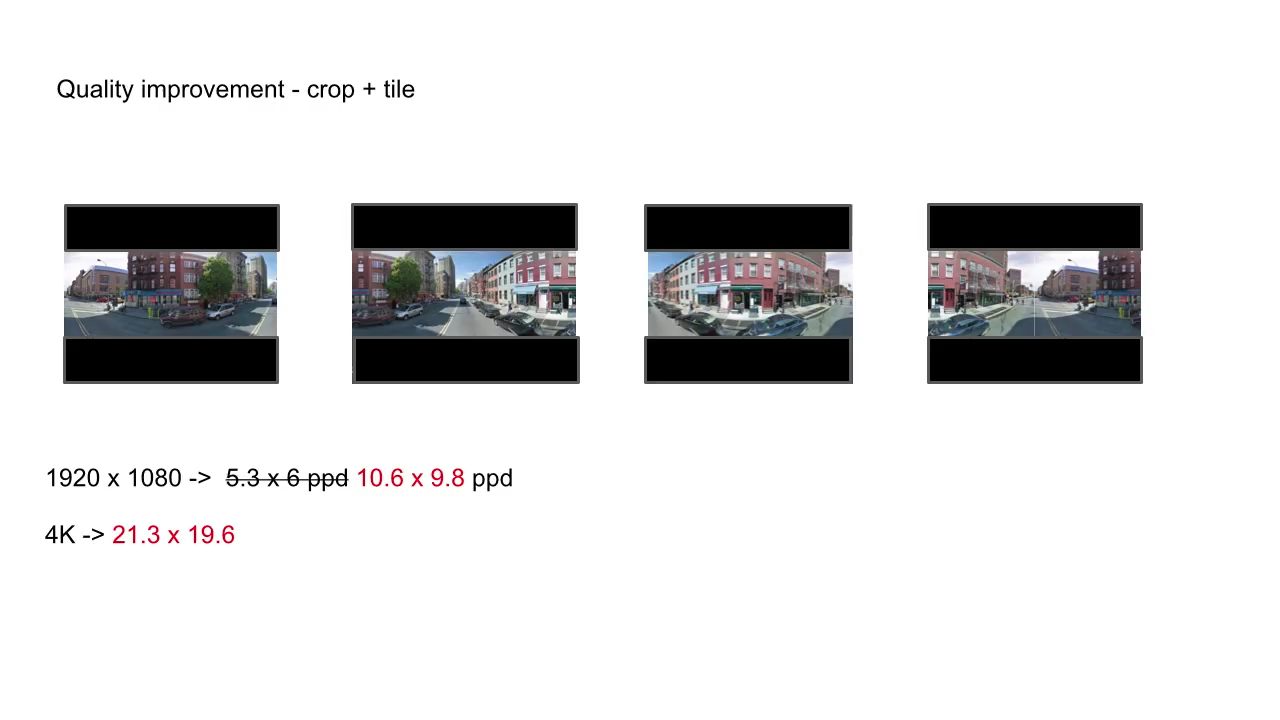 Quality improvement - crop + tile
1920 x 1080 -> 5.3 x 6 ppd 10.6 x 9.8 ppd
4K -> 21.3 x 19.6